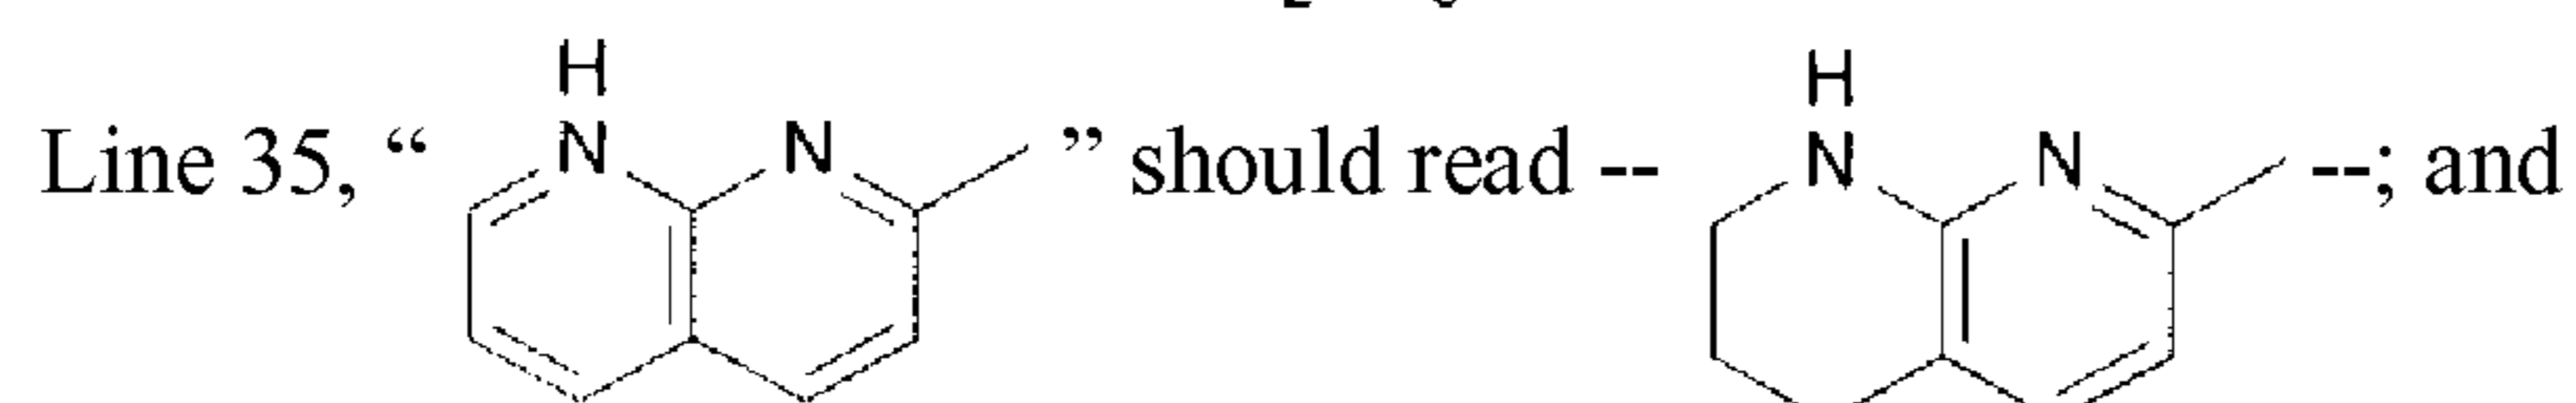 Line 35, “ H N N ” should read -- H N N --; and